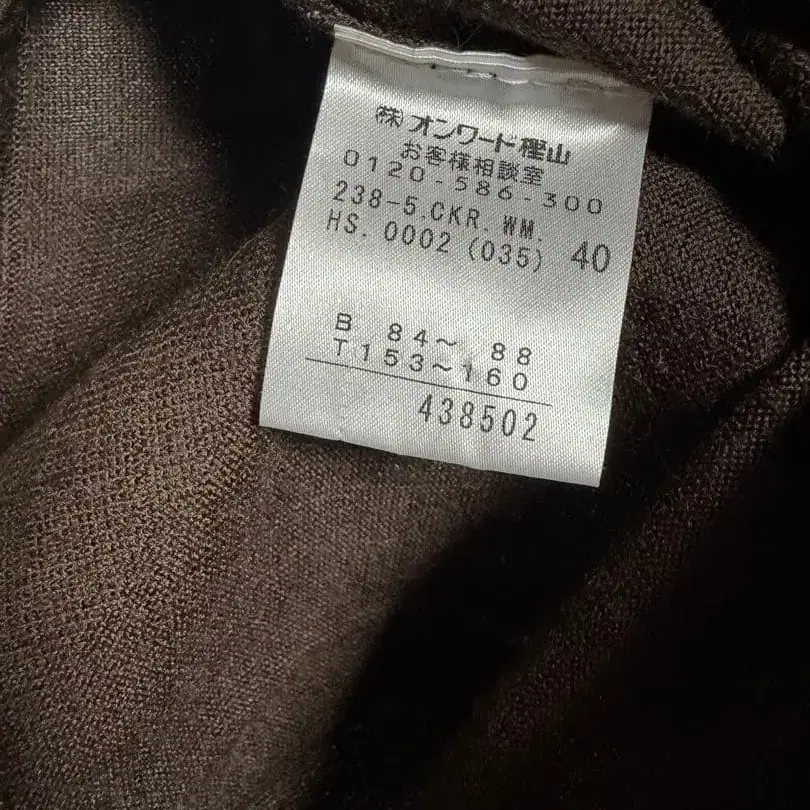 ㈱オンワード樫山
お客様相談室
0120-586-300
238-5.CKR.WM.
HS.0002(035) 40
B 84～ 88
T153～160
438502